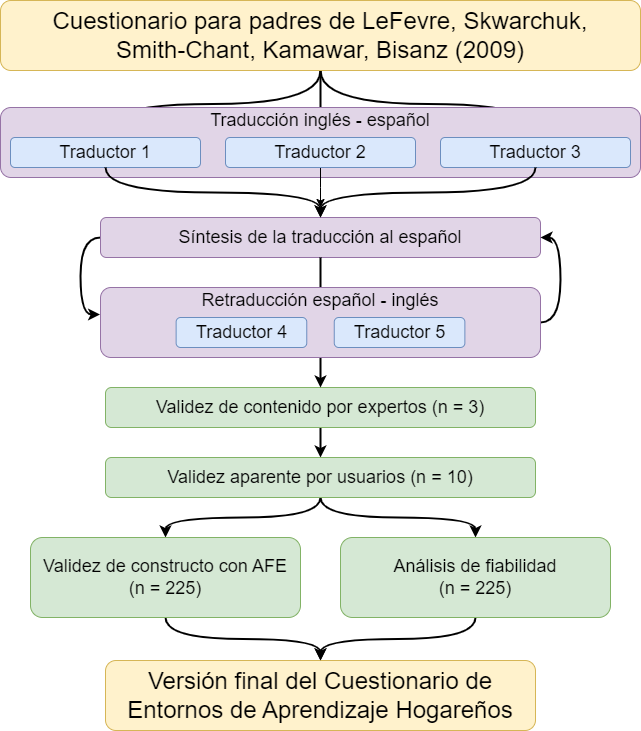 Cuestionario para padres de LeFevre, Skwarchuk,
Smith-Chant, Kamawar, Bisanz (2009)
Traducción inglés - español
Traductor 1
Traductor 2
Traductor 3
Síntesis de la traducción al español
Retraducción español - inglés
Traductor 4
Traductor 5
Validez de contenido por expertos (n = 3)
Validez aparente por usuarios (n = 10)
Validez de constructo con AFE
(n = 225)
Análisis de fiabilidad
(n = 225)
Versión final del Cuestionario de
Entornos de Aprendizaje Hogareños